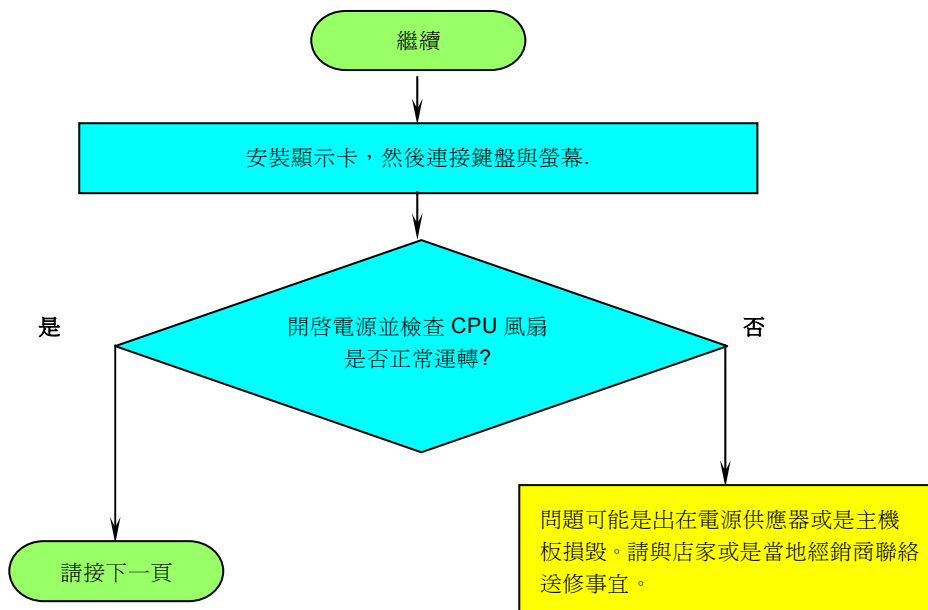 繼續
安裝顯示卡，然後連接鍵盤與螢幕.
是
開啓電源並檢查 CPU 風扇
是否正常運轉?
否
請接下一頁
問題可能是出在電源供應器或是主機
板損毀。請與店家或是當地經銷商聯絡
送修事宜。